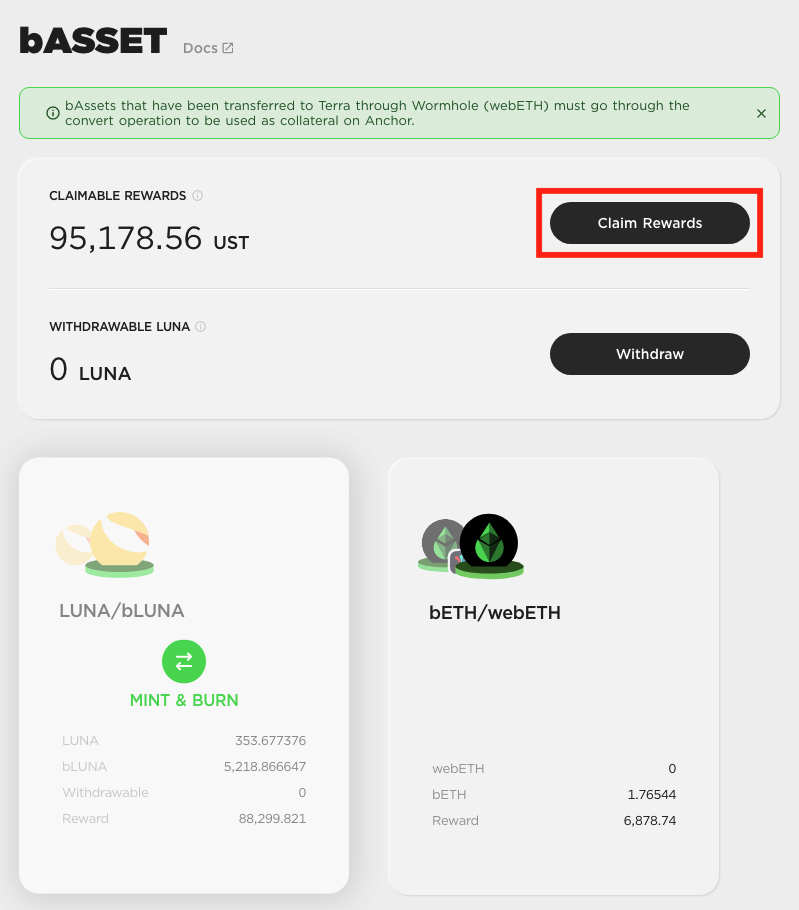 bASSET Docs
bAssets that have been transferred to Terra through Wormhole (webETH) must go through the
convert operation to be used as collateral on Anchor.
CLAIMABLE REWARDS
95,178.56 UST
Claim Rewards
WITHDRAWABLE LUNA
0 LUNA
Withdraw
LUNA/bLUNA
MINT & BURN
LUNA 353.677376
bLUNA 5,218.866647
Withdrawable 0
Reward 88,299.821
bETH/webETH
webETH 0
bETH 1.76544
Reward 6,878.74